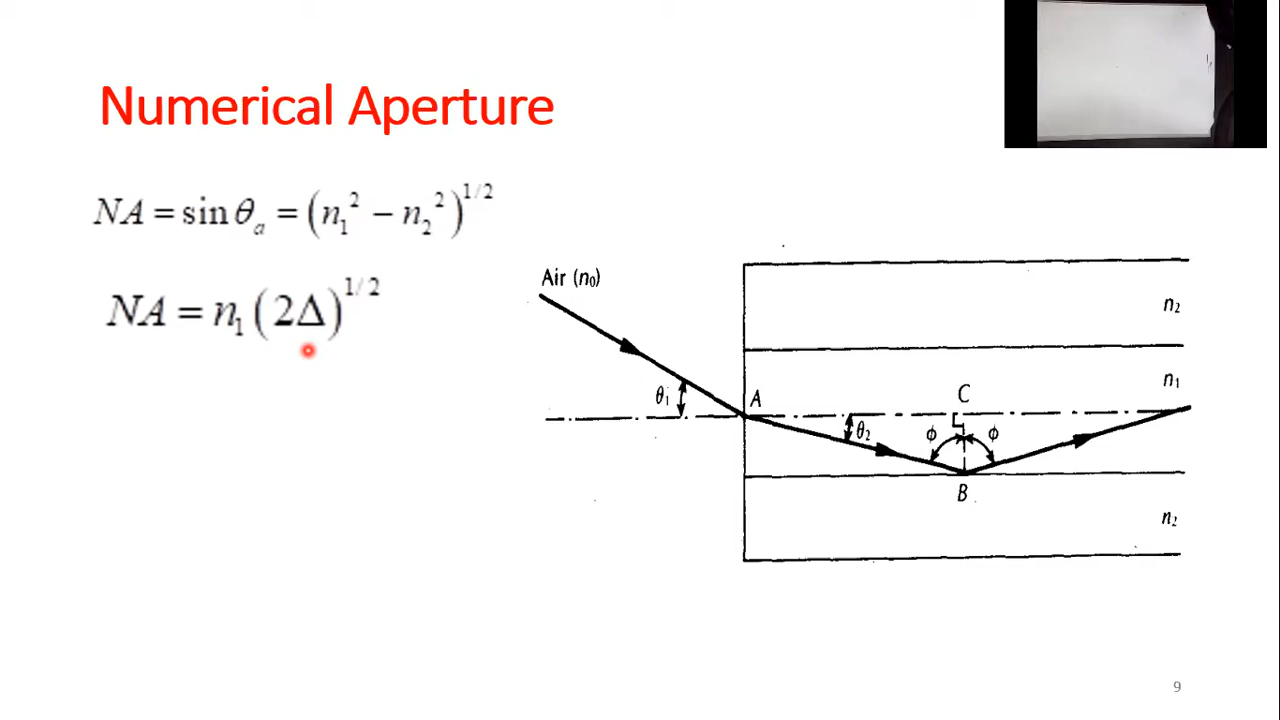 Numerical Aperture
NA = sin θₐ = (n₁² − n₂²)^1/2
NA = n₁(2Δ)^1/2
Air (n₀)
n₂
n₁
θ₁
A
C
θ₂
ϕ ϕ
B
n₂
9